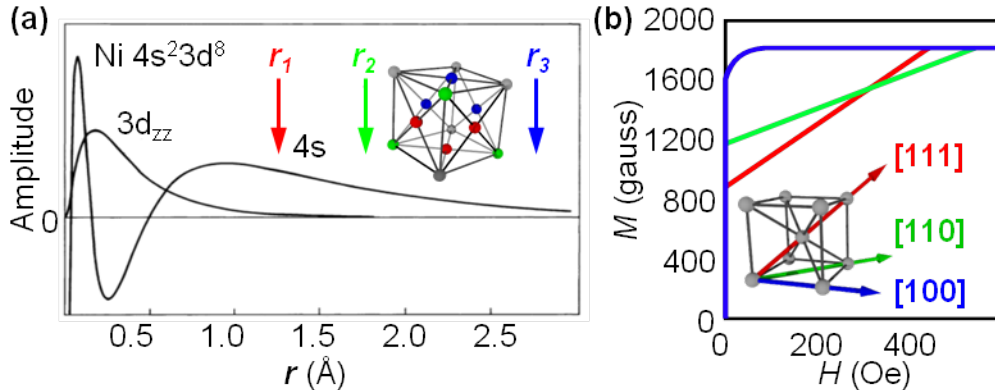 (a)
Ni 4s²3d⁸
r₁
r₂
r₃
3d_zz
4s
Amplitude
0
0.5
1.0
1.5
2.0
2.5
r (Å)
(b)
2000
1600
1200
800
400
0
M (gauss)
[111]
[110]
[100]
200
400
H (Oe)